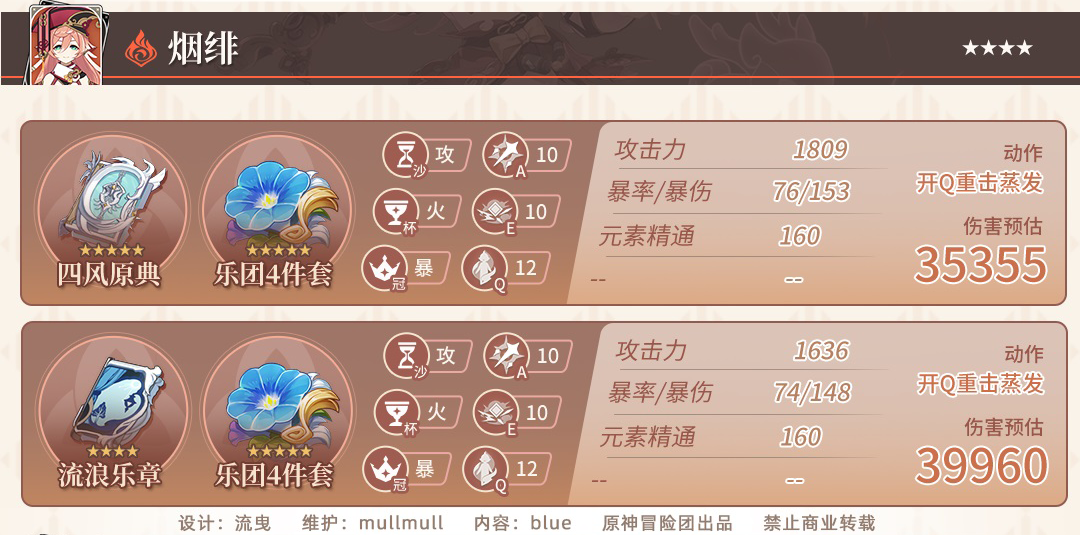 烟绯
四风原典
乐团4件套
沙 攻
A 10
杯 火
E 10
冠 暴
Q 12
攻击力 1809
暴率/暴伤 76/153
元素精通 160
-- --
动作
开Q重击蒸发
伤害预估
35355
流浪乐章
乐团4件套
沙 攻
A 10
杯 火
E 10
冠 暴
Q 12
攻击力 1636
暴率/暴伤 74/148
元素精通 160
-- --
动作
开Q重击蒸发
伤害预估
39960
设计：流曳 维护：mullmull 内容：blue 原神冒险团出品 禁止商业转载